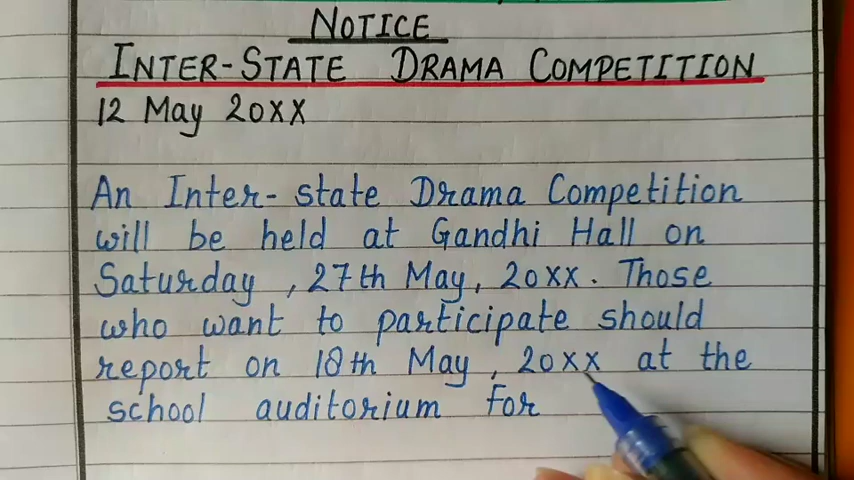 NOTICE
INTER-STATE DRAMA COMPETITION
12 May 20XX
An Inter-state Drama Competition
will be held at Gandhi Hall on
Saturday, 27th May, 20xx. Those
who want to participate should
report on 18th May, 20xx at the
school auditorium for